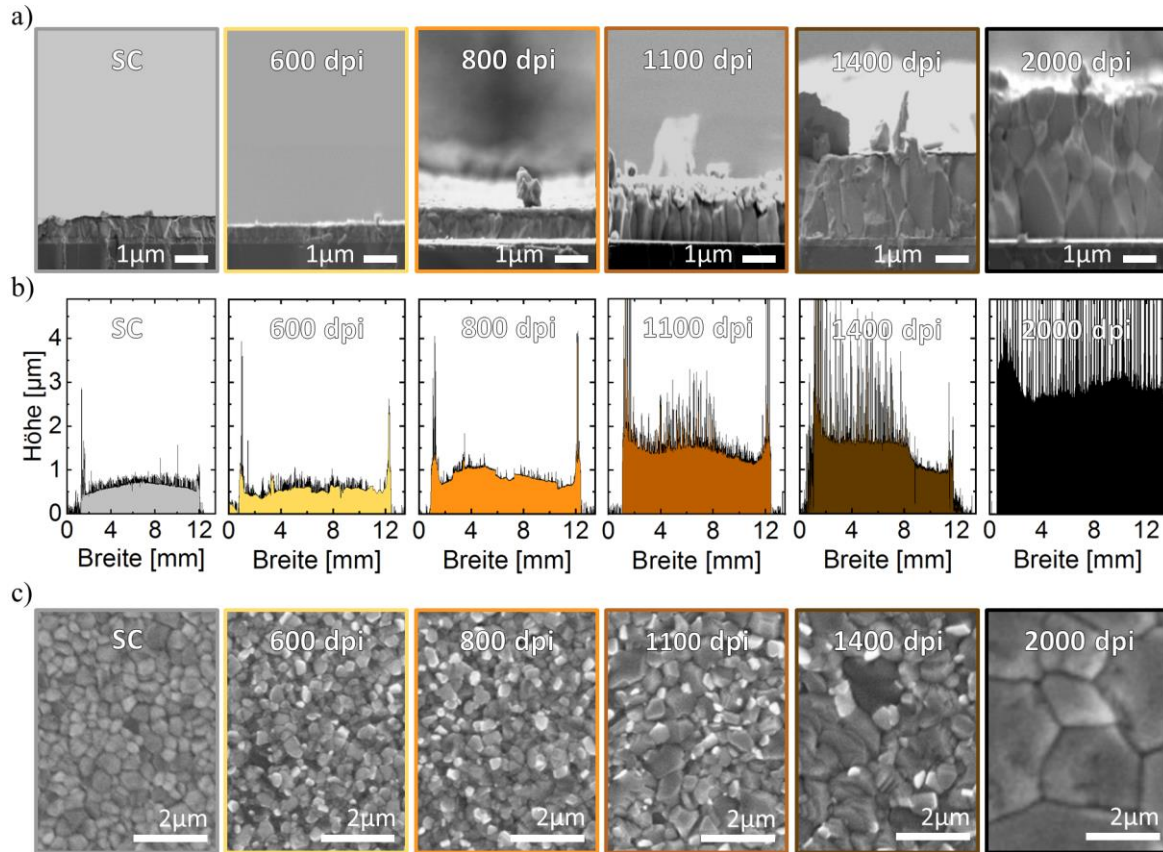 a)
SC 600 dpi 800 dpi 1100 dpi 1400 dpi 2000 dpi
1µm 1µm 1µm 1µm 1µm 1µm
b)
SC 600 dpi 800 dpi 1100 dpi 1400 dpi 2000 dpi
Höhe [µm]
4
3
2
1
0
0 4 8 12 0 4 8 12 0 4 8 12 0 4 8 12 0 4 8 12 4 8 12
Breite [mm] Breite [mm] Breite [mm] Breite [mm] Breite [mm] Breite [mm]
c)
SC 600 dpi 800 dpi 1100 dpi 1400 dpi 2000 dpi
2µm 2µm 2µm 2µm 2µm 2µm